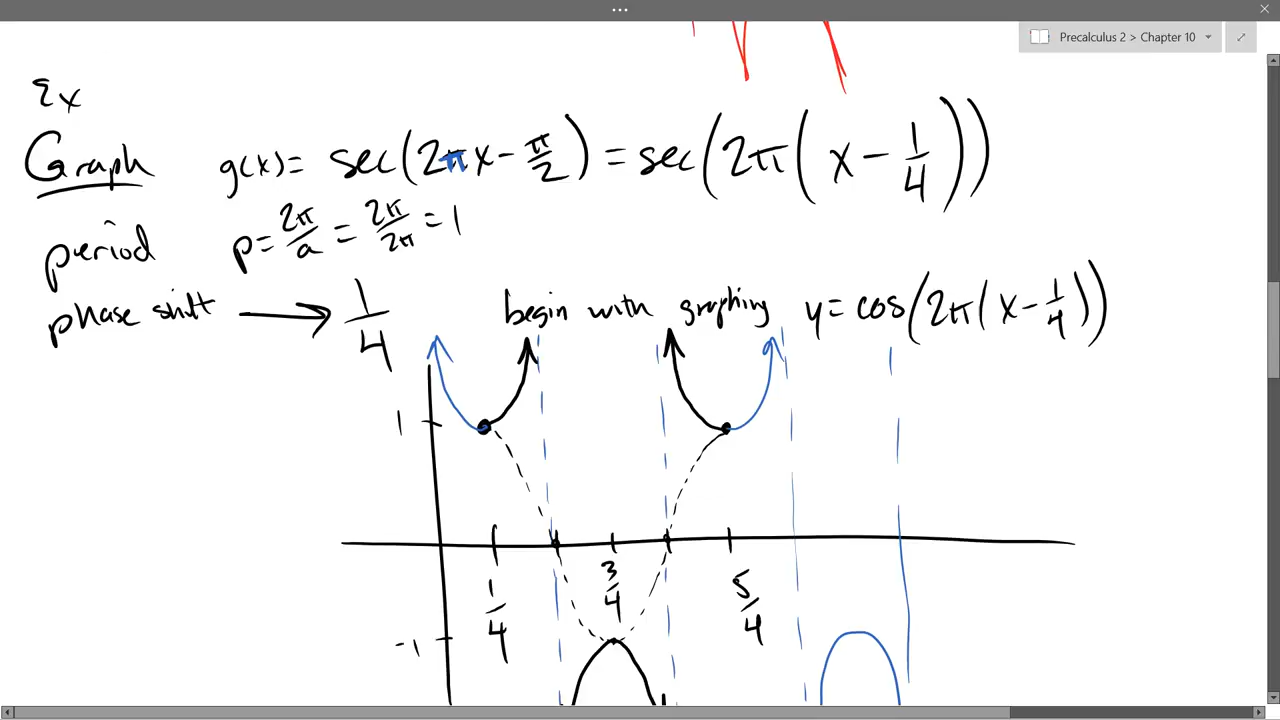 Precalculus 2 > Chapter 10
Ex
Graph g(x)= sec(2πx - π/2) = sec(2π(x - 1/4))
period p = 2π/a = 2π/2π = 1
phase shift → 1/4 begin with graphing y = cos(2π(x - 1/4))
1
1/4 3/4 5/4
-1